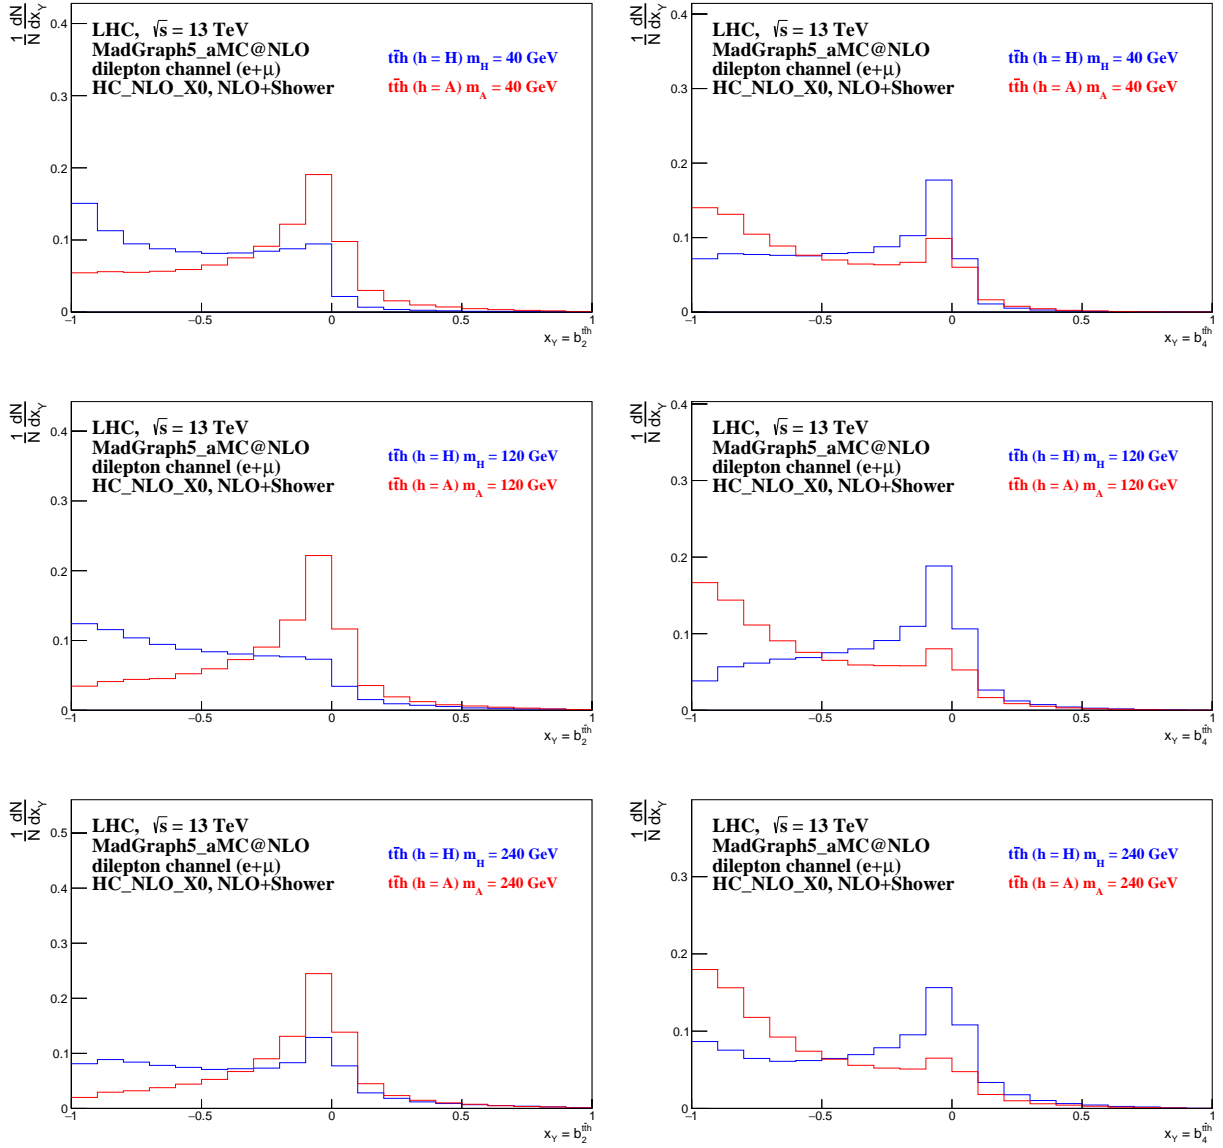 1/N dN/dx_Y
0.4
0.3
0.2
0.1
0
LHC, √s = 13 TeV
MadGraph5_aMC@NLO
dilepton channel (e+μ)
HC_NLO_X0, NLO+Shower
tt̄h (h = H) m_H = 40 GeV
tt̄h (h = A) m_A = 40 GeV
−1 −0.5 0 0.5 1
x_Y = b_2^tt̄h
1/N dN/dx_Y
0.4
0.3
0.2
0.1
0
LHC, √s = 13 TeV
MadGraph5_aMC@NLO
dilepton channel (e+μ)
HC_NLO_X0, NLO+Shower
tt̄h (h = H) m_H = 40 GeV
tt̄h (h = A) m_A = 40 GeV
−1 −0.5 0 0.5 1
x_Y = b_4^tt̄h
1/N dN/dx_Y
0.4
0.3
0.2
0.1
0
LHC, √s = 13 TeV
MadGraph5_aMC@NLO
dilepton channel (e+μ)
HC_NLO_X0, NLO+Shower
tt̄h (h = H) m_H = 120 GeV
tt̄h (h = A) m_A = 120 GeV
−1 −0.5 0 0.5 1
x_Y = b_2^tt̄h
1/N dN/dx_Y
0.4
0.3
0.2
0.1
0
LHC, √s = 13 TeV
MadGraph5_aMC@NLO
dilepton channel (e+μ)
HC_NLO_X0, NLO+Shower
tt̄h (h = H) m_H = 120 GeV
tt̄h (h = A) m_A = 120 GeV
−1 −0.5 0 0.5 1
x_Y = b_4^tt̄h
1/N dN/dx_Y
0.5
0.4
0.3
0.2
0.1
0
LHC, √s = 13 TeV
MadGraph5_aMC@NLO
dilepton channel (e+μ)
HC_NLO_X0, NLO+Shower
tt̄h (h = H) m_H = 240 GeV
tt̄h (h = A) m_A = 240 GeV
−1 −0.5 0 0.5 1
x_Y = b_2^tt̄h
1/N dN/dx_Y
0.3
0.2
0.1
0
LHC, √s = 13 TeV
MadGraph5_aMC@NLO
dilepton channel (e+μ)
HC_NLO_X0, NLO+Shower
tt̄h (h = H) m_H = 240 GeV
tt̄h (h = A) m_A = 240 GeV
−1 −0.5 0 0.5 1
x_Y = b_4^tt̄h